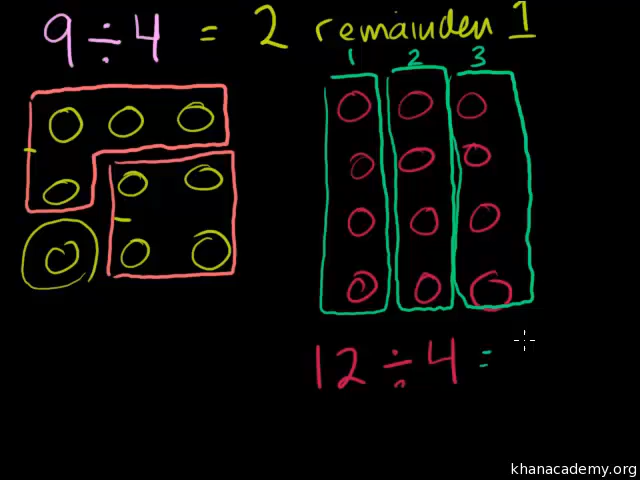 9 ÷ 4 = 2 remainder 1
1 2 3
12 ÷ 4 =
khanacademy.org